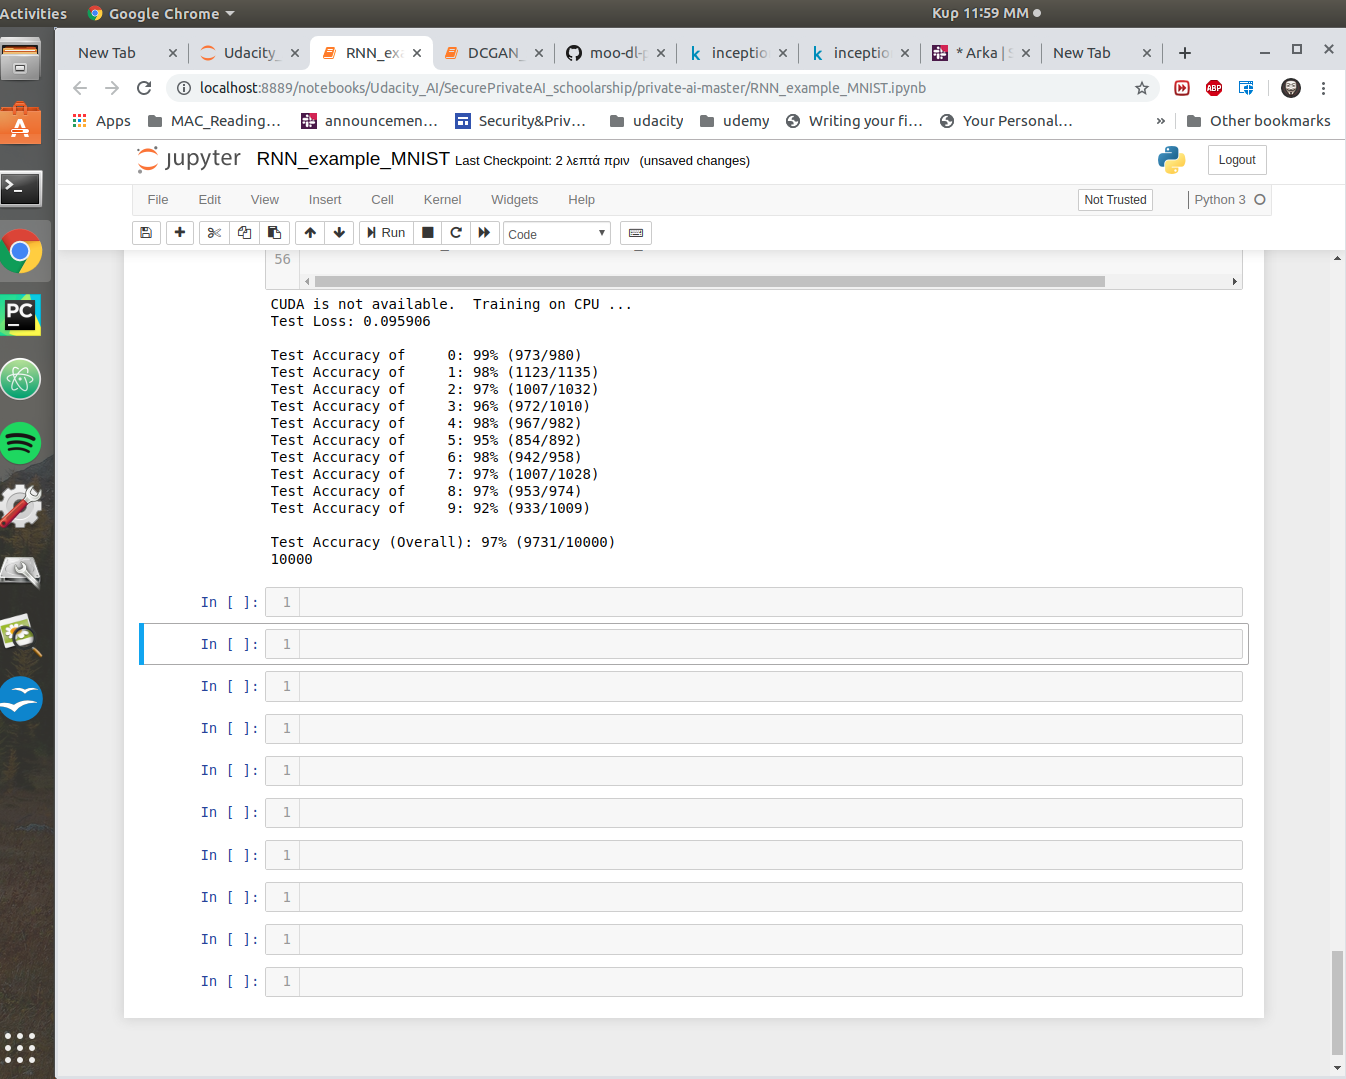 Activities Google Chrome Κυρ 11:59 ΜΜ
New Tab Udacity_ RNN_exa DCGAN_ moo-dl-p inceptio inceptio * Arka | S New Tab
localhost:8889/notebooks/Udacity_AI/SecurePrivateAI_schoolarship/private-ai-master/RNN_example_MNIST.ipynb
ABP
Apps MAC_Reading... announcemen... Security&Priv... udacity udemy Writing your fi... Your Personal... » Other bookmarks
jupyter RNN_example_MNIST Last Checkpoint: 2 λεπτά πριν (unsaved changes) Logout
File Edit View Insert Cell Kernel Widgets Help Not Trusted Python 3
Run Code
56
CUDA is not available.  Training on CPU ...
Test Loss: 0.095906
Test Accuracy of     0: 99% (973/980)
Test Accuracy of     1: 98% (1123/1135)
Test Accuracy of     2: 97% (1007/1032)
Test Accuracy of     3: 96% (972/1010)
Test Accuracy of     4: 98% (967/982)
Test Accuracy of     5: 95% (854/892)
Test Accuracy of     6: 98% (942/958)
Test Accuracy of     7: 97% (1007/1028)
Test Accuracy of     8: 97% (953/974)
Test Accuracy of     9: 92% (933/1009)
Test Accuracy (Overall): 97% (9731/10000)
10000
In [ ]: 1
In [ ]: 1
In [ ]: 1
In [ ]: 1
In [ ]: 1
In [ ]: 1
In [ ]: 1
In [ ]: 1
In [ ]: 1
In [ ]: 1
PC